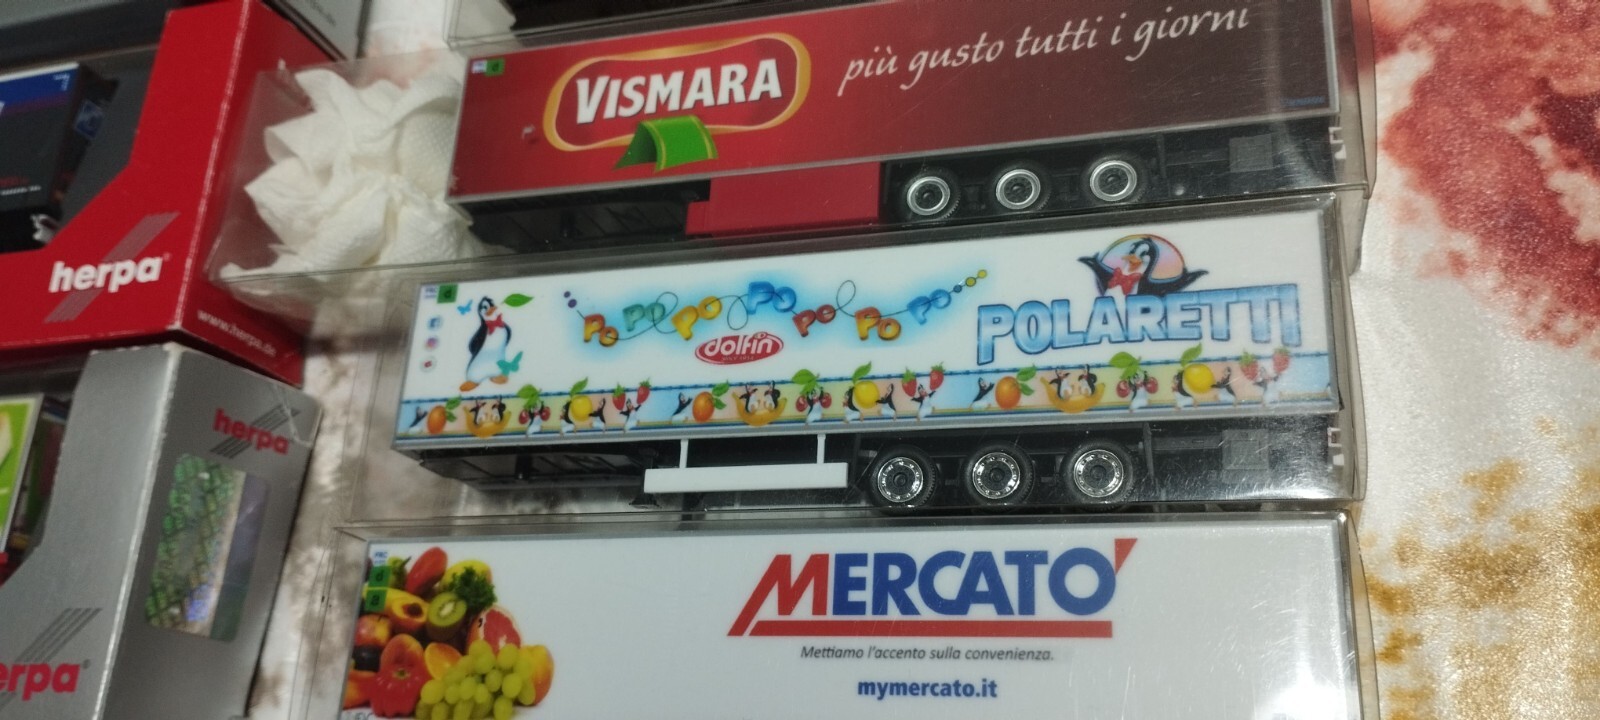 VISMARA
più gusto tutti i giorni
herpa
www.herpa.de
Po Po Po Po Po Po Po
dolfin
POLARETTI
herpa
MERCATO'
Mettiamo l'accento sulla convenienza.
mymercato.it
erpa